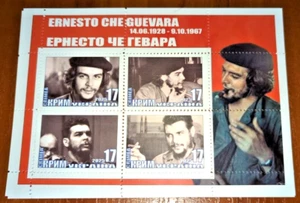 ERNESTO CHE GUEVARA
14.06.1928 - 9.10.1967
ЕРНЕСТО ЧЕ ГЕВАРА
17
КРИМ
УКРАЇНА
17
КРИМ
УКРАЇНА
17
КРИМ
УКРАЇНА
17
КРИМ
УКРАЇНА